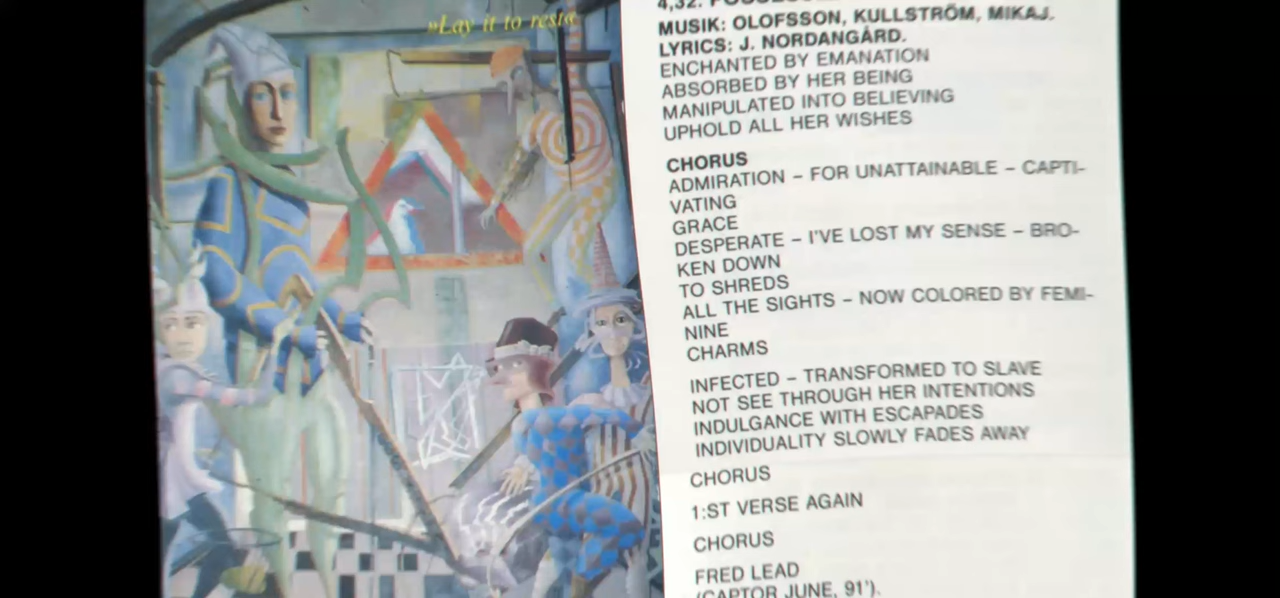 »Lay it to rest«
4,32.
MUSIK: OLOFSSON, KULLSTRÖM, MIKAJ.
LYRICS: J. NORDANGÅRD.
ENCHANTED BY EMANATION
ABSORBED BY HER BEING
MANIPULATED INTO BELIEVING
UPHOLD ALL HER WISHES
CHORUS
ADMIRATION – FOR UNATTAINABLE – CAPTI-
VATING
GRACE
DESPERATE – I'VE LOST MY SENSE – BRO-
KEN DOWN
TO SHREDS
ALL THE SIGHTS – NOW COLORED BY FEMI-
NINE
CHARMS
INFECTED – TRANSFORMED TO SLAVE
NOT SEE THROUGH HER INTENTIONS
INDULGANCE WITH ESCAPADES
INDIVIDUALITY SLOWLY FADES AWAY
CHORUS
1:ST VERSE AGAIN
CHORUS
FRED LEAD
(CAPTOR JUNE, 91').